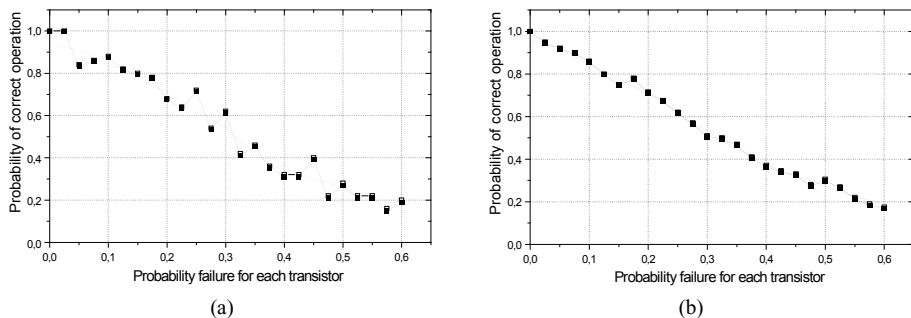 Probability of correct operation
1,0
0,8
0,6
0,4
0,2
0,0
0,0 0,1 0,2 0,3 0,4 0,5 0,6
Probability failure for each transistor
(a)
Probability of correct operation
1,0
0,8
0,6
0,4
0,2
0,0
0,0 0,1 0,2 0,3 0,4 0,5 0,6
Probability failure for each transistor
(b)